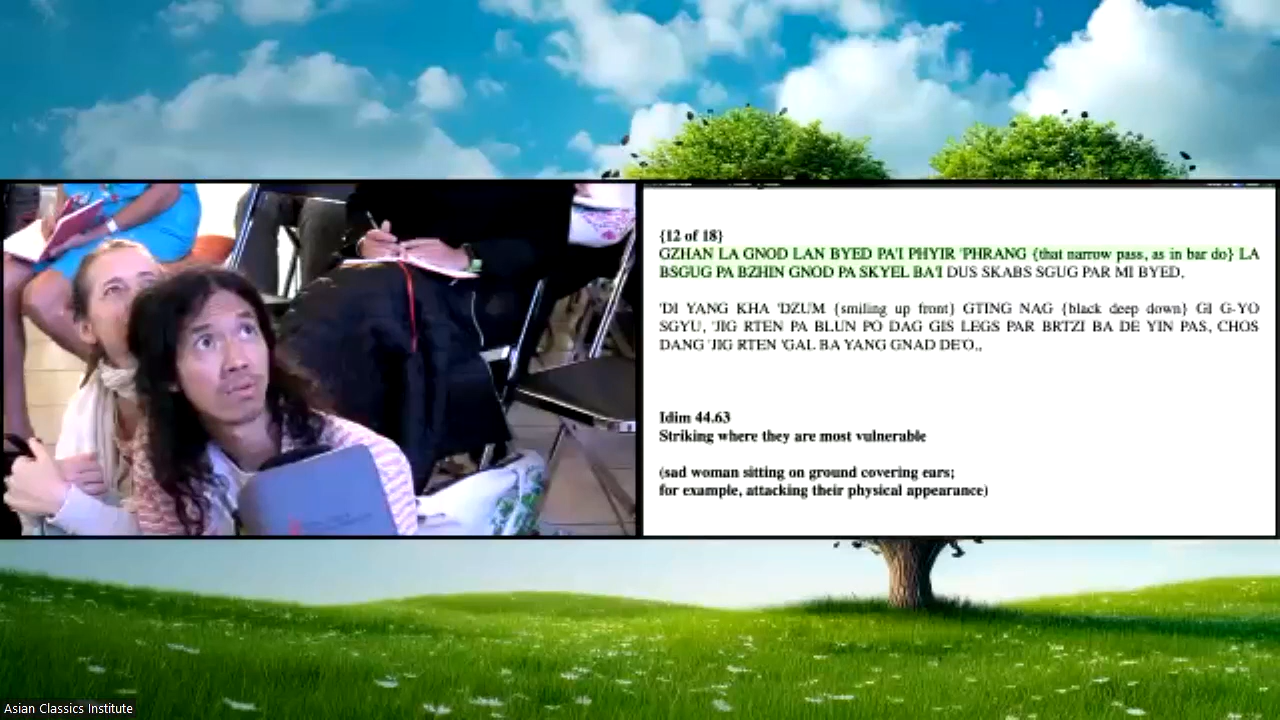 {12 of 18}
GZHAN LA GNOD LAN BYED PA'I PHYIR 'PHRANG {that narrow pass, as in bar do} LA
BSGUG PA BZHIN GNOD PA SKYEL BA'I DUS SKABS SGUG PAR MI BYED,
'DI YANG KHA 'DZUM {smiling up front} GTING NAG {black deep down} GI G-YO
SGYU, 'JIG RTEN PA BLUN PO DAG GIS LEGS PAR BRTZI BA DE YIN PAS, CHOS
DANG 'JIG RTEN 'GAL BA YANG GNAD DE'O,,
Idim 44.63
Striking where they are most vulnerable
(sad woman sitting on ground covering ears;
for example, attacking their physical appearance)
Asian Classics Institute